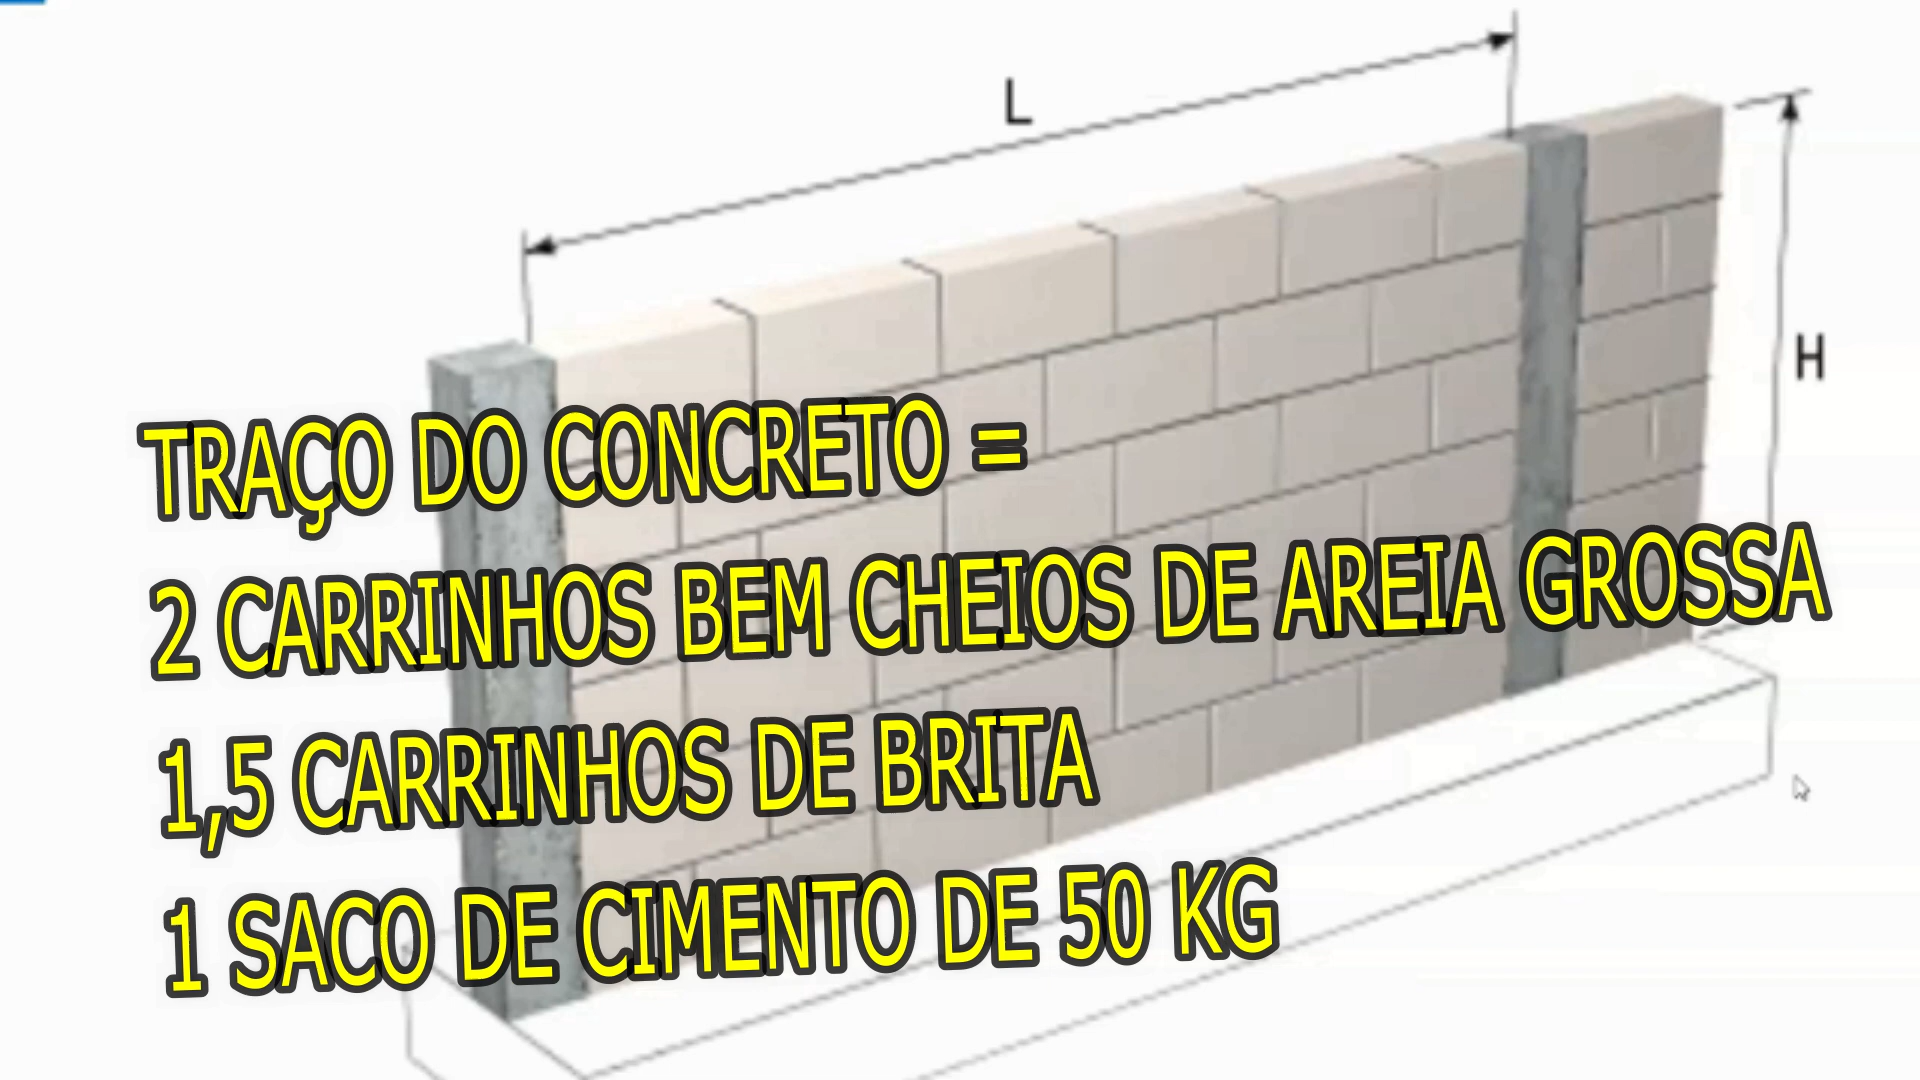 L
H
TRAÇO DO CONCRETO =
2 CARRINHOS BEM CHEIOS DE AREIA GROSSA
1,5 CARRINHOS DE BRITA
1 SACO DE CIMENTO DE 50 KG